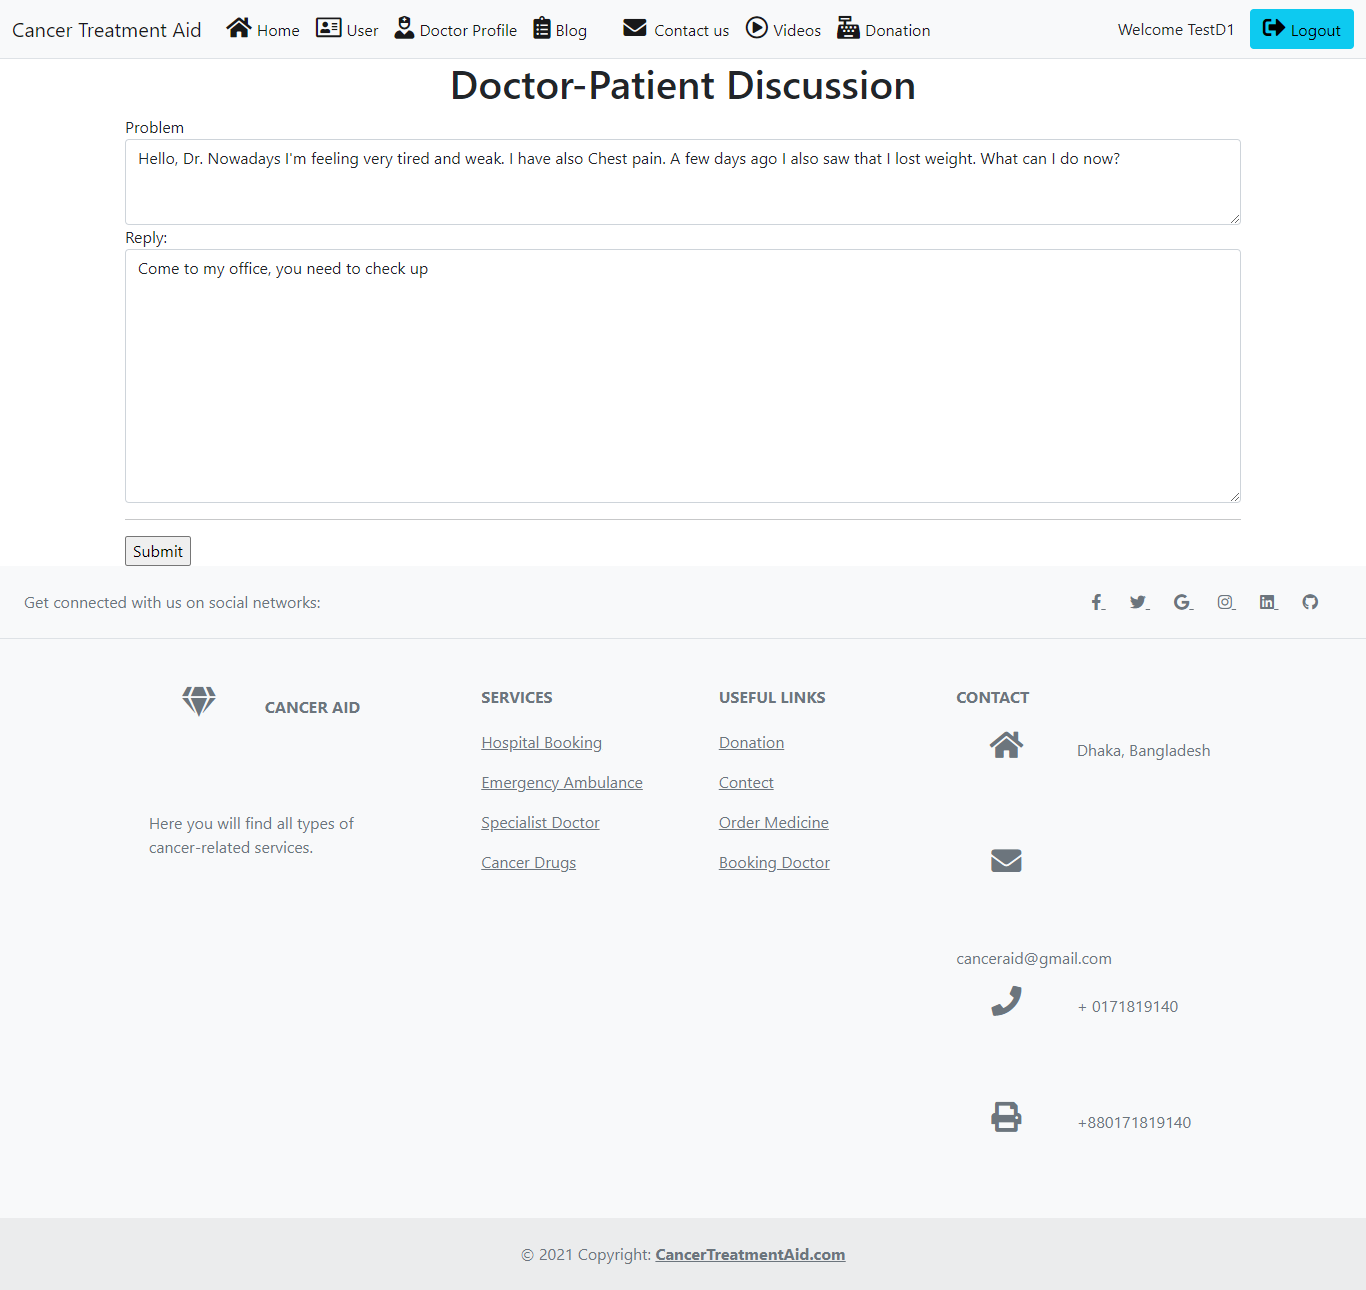 Cancer Treatment Aid Home User Doctor Profile Blog Contact us Videos Donation Welcome TestD1 Logout
Doctor-Patient Discussion
Problem
Hello, Dr. Nowadays I'm feeling very tired and weak. I have also Chest pain. A few days ago I also saw that I lost weight. What can I do now?
Reply:
Come to my office, you need to check up
Submit
Get connected with us on social networks:
CANCER AID
Here you will find all types of
cancer-related services.
SERVICES
Hospital Booking
Emergency Ambulance
Specialist Doctor
Cancer Drugs
USEFUL LINKS
Donation
Contect
Order Medicine
Booking Doctor
CONTACT
Dhaka, Bangladesh
canceraid@gmail.com
+ 0171819140
+880171819140
© 2021 Copyright: CancerTreatmentAid.com